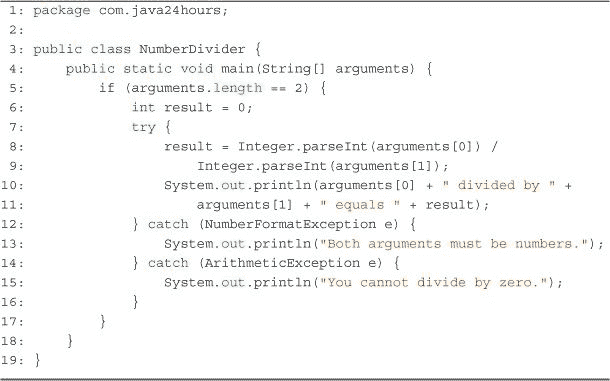 1: package com.java24hours;
2:
3: public class NumberDivider {
4:     public static void main(String[] arguments) {
5:         if (arguments.length == 2) {
6:             int result = 0;
7:             try {
8:                 result = Integer.parseInt(arguments[0]) /
9:                     Integer.parseInt(arguments[1]);
10:                 System.out.println(arguments[0] + " divided by " +
11:                     arguments[1] + " equals " + result);
12:             } catch (NumberFormatException e) {
13:                 System.out.println("Both arguments must be numbers.");
14:             } catch (ArithmeticException e) {
15:                 System.out.println("You cannot divide by zero.");
16:             }
17:         }
18:     }
19: }